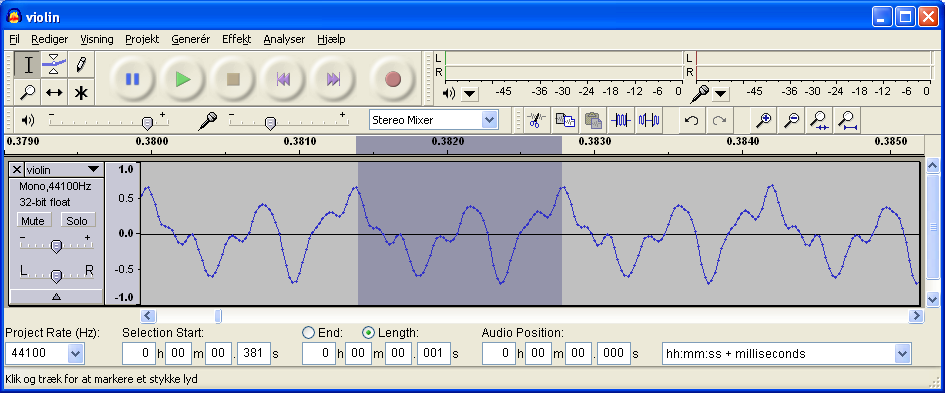 violin
Fil Rediger Visning Projekt Generér Effekt Analyser Hjælp
L
R
-45 -36 -30 -24 -18 -12 -6 0
L
R
-45 -36 -30 -24 -18 -12 -6 0
- + - + Stereo Mixer
0.3790 0.3800 0.3810 0.3820 0.3830 0.3840 0.3850
violin
Mono,44100Hz
32-bit float
Mute Solo
- +
L R
1.0
0.5
0.0
-0.5
-1.0
Project Rate (Hz): Selection Start: End: Length: Audio Position:
44100 0 h 00 m 00 . 381 s 0 h 00 m 00 . 001 s 0 h 00 m 00 . 000 s hh:mm:ss + milliseconds
Klik og træk for at markere et stykke lyd